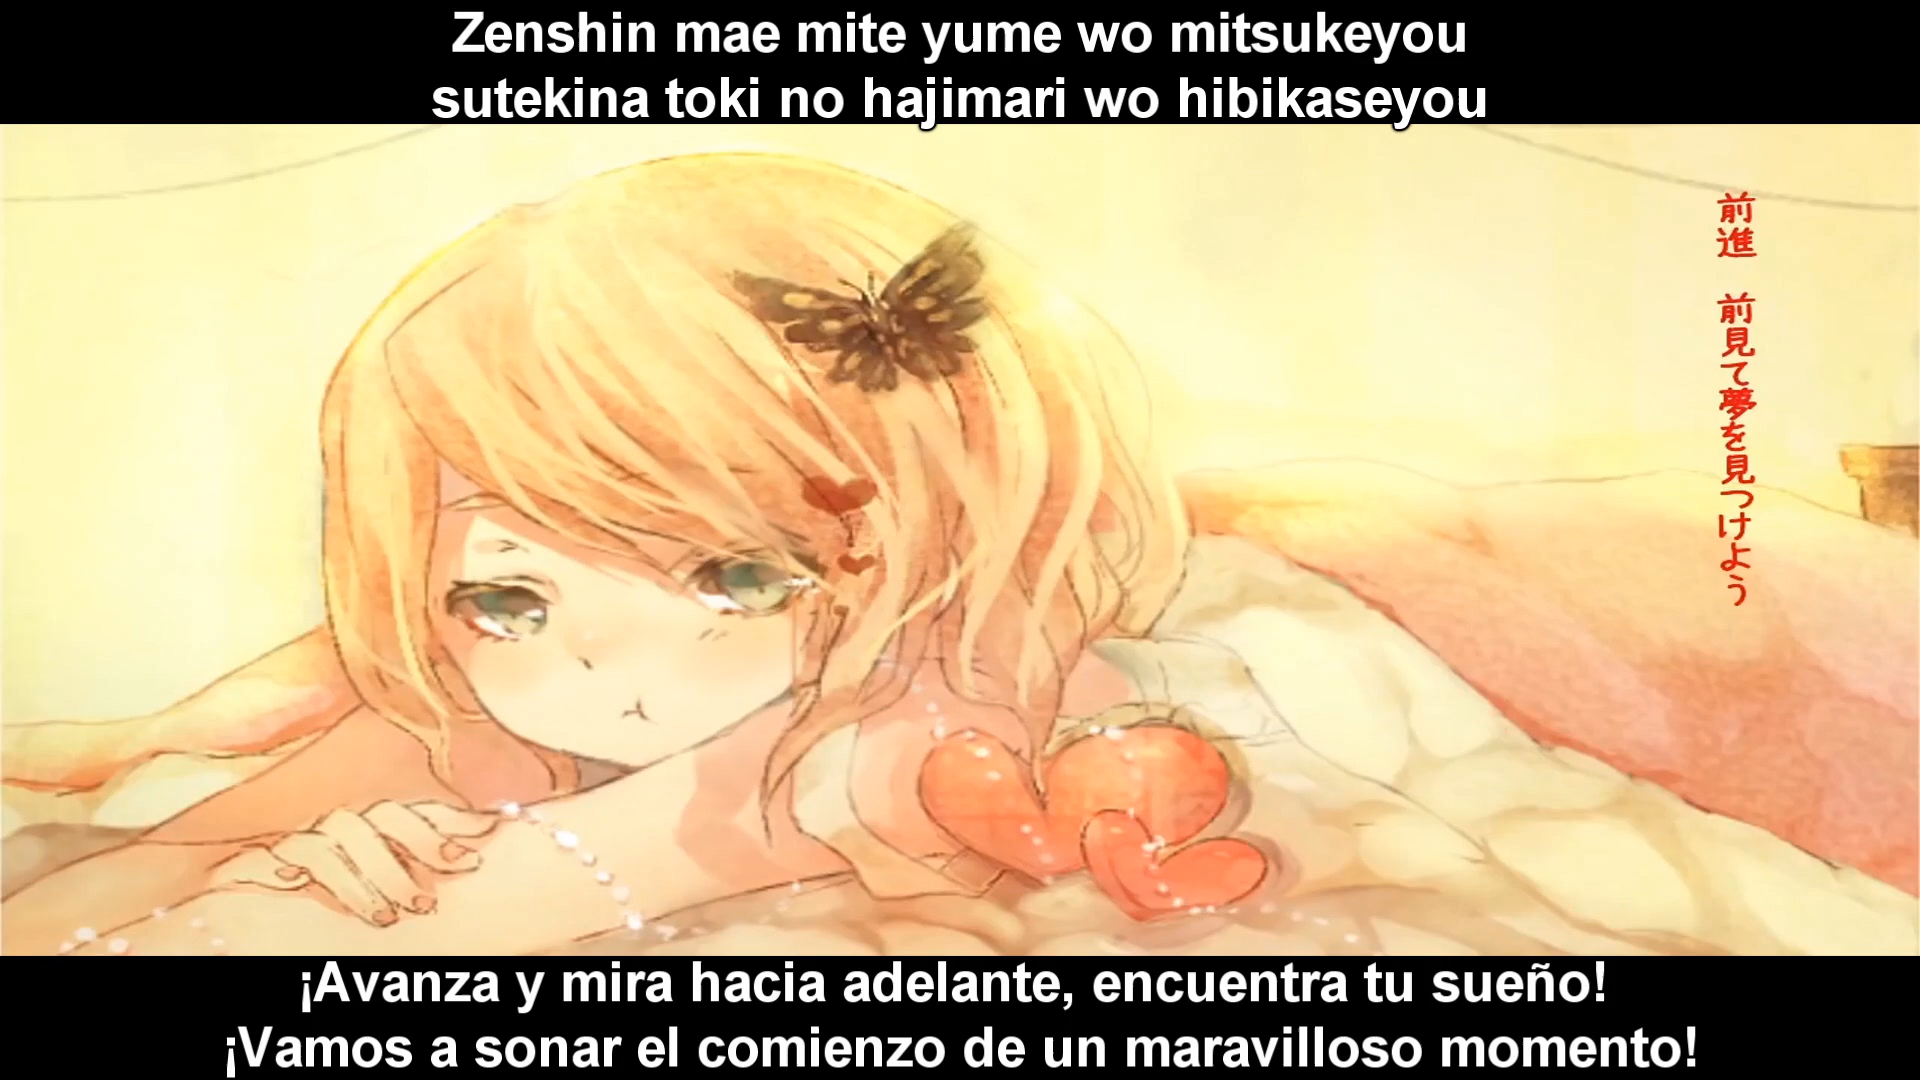 Zenshin mae mite yume wo mitsukeyou
sutekina toki no hajimari wo hibikaseyou
前進 前見て夢を見つけよう
¡Avanza y mira hacia adelante, encuentra tu sueño!
¡Vamos a sonar el comienzo de un maravilloso momento!